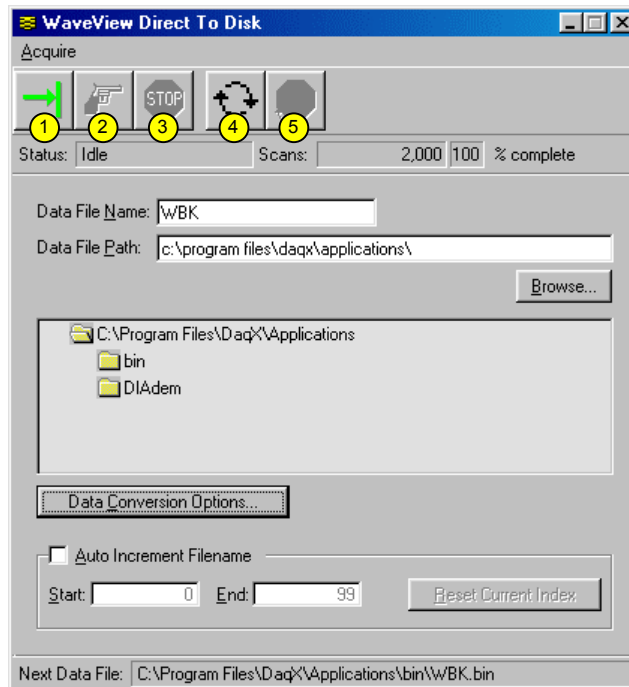 WaveView Direct To Disk
Acquire
STOP
1 2 3 4 5
Status: Idle Scans: 2,000 100 % complete
Data File Name: WBK
Data File Path: c:\program files\daqx\applications\
Browse...
C:\Program Files\DaqX\Applications
bin
DIAdem
Data Conversion Options...
Auto Increment Filename
Start: 0 End: 99 Reset Current Index
Next Data File: C:\Program Files\DaqX\Applications\bin\WBK.bin